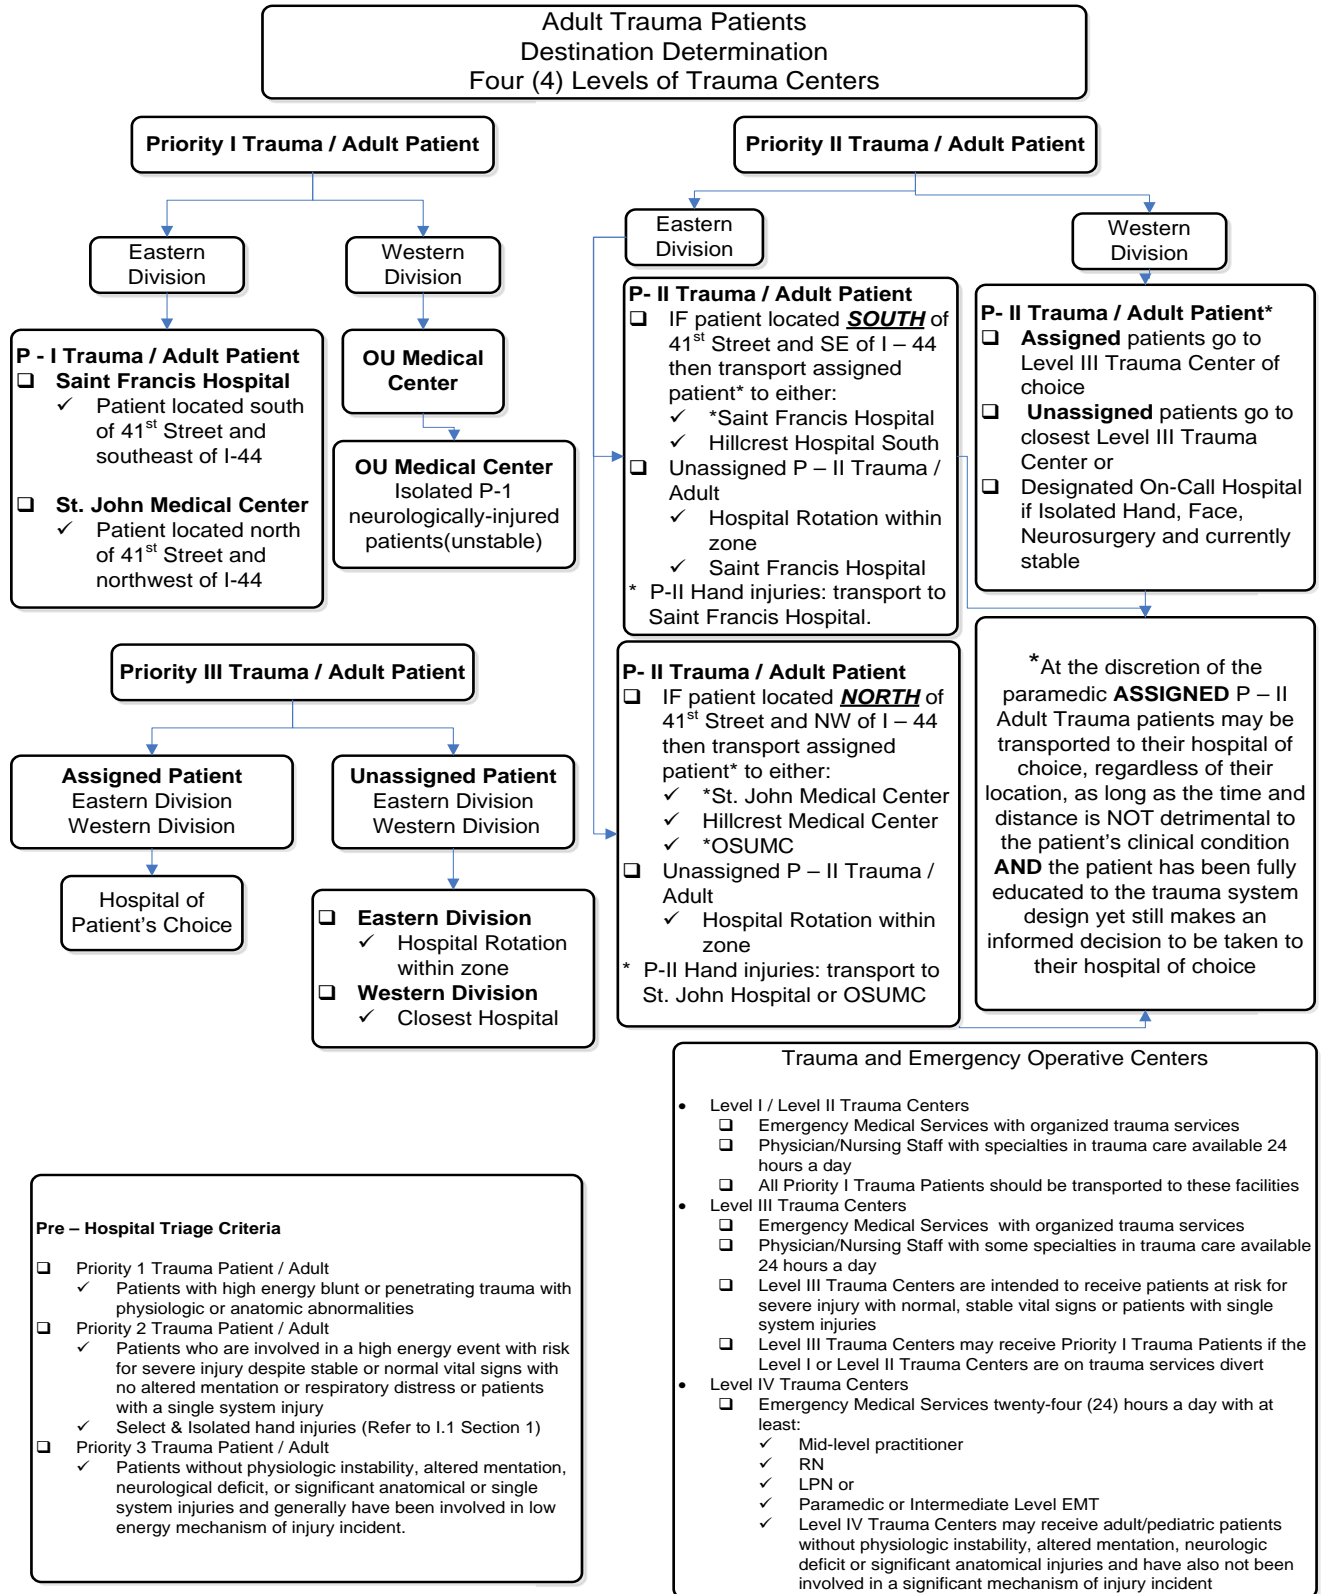 Adult Trauma Patients
Destination Determination
Four (4) Levels of Trauma Centers
Priority I Trauma / Adult Patient
Eastern
Division
Western
Division
P - I Trauma / Adult Patient
❑ Saint Francis Hospital
✓ Patient located south
of 41st Street and
southeast of I-44
❑ St. John Medical Center
✓ Patient located north
of 41st Street and
northwest of I-44
OU Medical
Center
OU Medical Center
Isolated P-1
neurologically-injured
patients(unstable)
Priority II Trauma / Adult Patient
Eastern
Division
Western
Division
P- II Trauma / Adult Patient
❑ IF patient located SOUTH of
41st Street and SE of I – 44
then transport assigned
patient* to either:
✓ *Saint Francis Hospital
✓ Hillcrest Hospital South
❑ Unassigned P – II Trauma /
Adult
✓ Hospital Rotation within
zone
✓ Saint Francis Hospital
* P-II Hand injuries: transport to
Saint Francis Hospital.
P- II Trauma / Adult Patient
❑ IF patient located NORTH of
41st Street and NW of I – 44
then transport assigned
patient* to either:
✓ *St. John Medical Center
✓ Hillcrest Medical Center
✓ *OSUMC
❑ Unassigned P – II Trauma /
Adult
✓ Hospital Rotation within
zone
* P-II Hand injuries: transport to
St. John Hospital or OSUMC
P- II Trauma / Adult Patient*
❑ Assigned patients go to
Level III Trauma Center of
choice
❑ Unassigned patients go to
closest Level III Trauma
Center or
❑ Designated On-Call Hospital
if Isolated Hand, Face,
Neurosurgery and currently
stable
*At the discretion of the
paramedic ASSIGNED P – II
Adult Trauma patients may be
transported to their hospital of
choice, regardless of their
location, as long as the time and
distance is NOT detrimental to
the patient's clinical condition
AND the patient has been fully
educated to the trauma system
design yet still makes an
informed decision to be taken to
their hospital of choice
Priority III Trauma / Adult Patient
Assigned Patient
Eastern Division
Western Division
Unassigned Patient
Eastern Division
Western Division
Hospital of
Patient's Choice
❑ Eastern Division
✓ Hospital Rotation
within zone
❑ Western Division
✓ Closest Hospital
Pre – Hospital Triage Criteria
❑ Priority 1 Trauma Patient / Adult
✓ Patients with high energy blunt or penetrating trauma with
physiologic or anatomic abnormalities
❑ Priority 2 Trauma Patient / Adult
✓ Patients who are involved in a high energy event with risk
for severe injury despite stable or normal vital signs with
no altered mentation or respiratory distress or patients
with a single system injury
✓ Select & Isolated hand injuries (Refer to I.1 Section 1)
❑ Priority 3 Trauma Patient / Adult
✓ Patients without physiologic instability, altered mentation,
neurological deficit, or significant anatomical or single
system injuries and generally have been involved in low
energy mechanism of injury incident.
Trauma and Emergency Operative Centers
• Level I / Level II Trauma Centers
❑ Emergency Medical Services with organized trauma services
❑ Physician/Nursing Staff with specialties in trauma care available 24
hours a day
❑ All Priority I Trauma Patients should be transported to these facilities
• Level III Trauma Centers
❑ Emergency Medical Services with organized trauma services
❑ Physician/Nursing Staff with some specialties in trauma care available
24 hours a day
❑ Level III Trauma Centers are intended to receive patients at risk for
severe injury with normal, stable vital signs or patients with single
system injuries
❑ Level III Trauma Centers may receive Priority I Trauma Patients if the
Level I or Level II Trauma Centers are on trauma services divert
• Level IV Trauma Centers
❑ Emergency Medical Services twenty-four (24) hours a day with at
least:
✓ Mid-level practitioner
✓ RN
✓ LPN or
✓ Paramedic or Intermediate Level EMT
✓ Level IV Trauma Centers may receive adult/pediatric patients
without physiologic instability, altered mentation, neurologic
deficit or significant anatomical injuries and have also not been
involved in a significant mechanism of injury incident